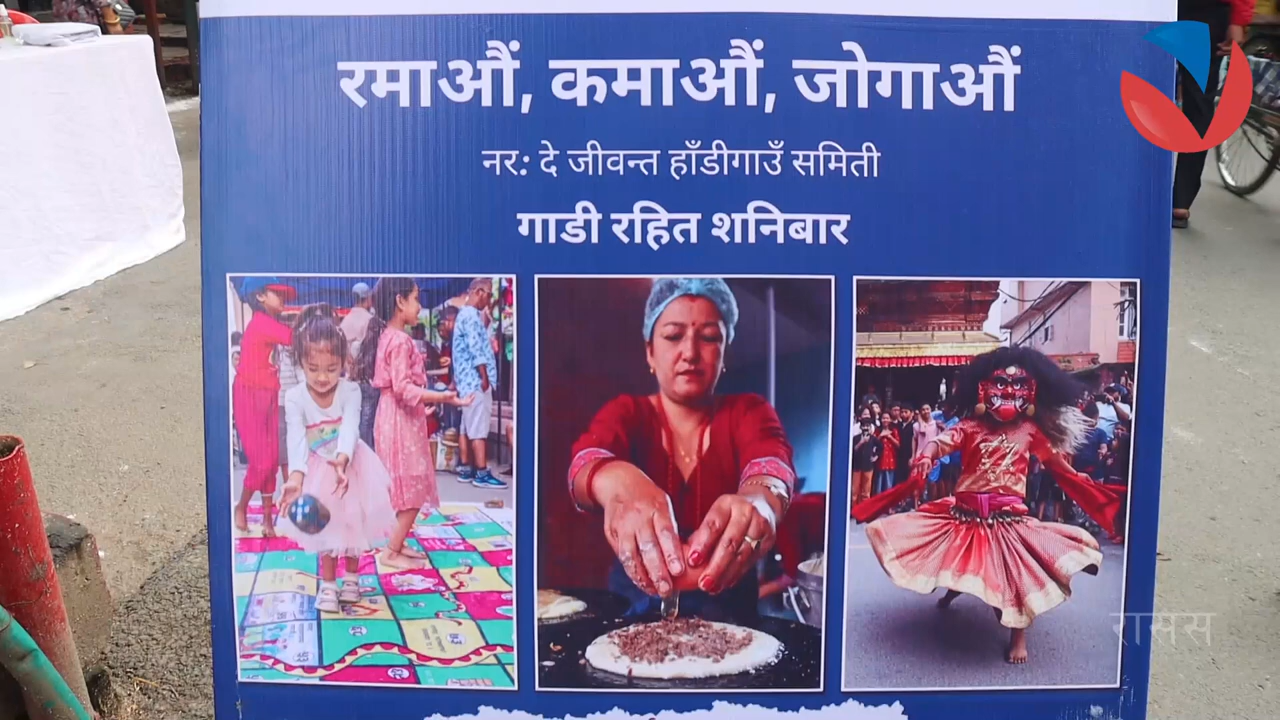 रमाऔं, कमाऔं, जोगाऔं
नर: दे जीवन्त हाँडीगाउँ समिती
गाडी रहित शनिबार
रासस